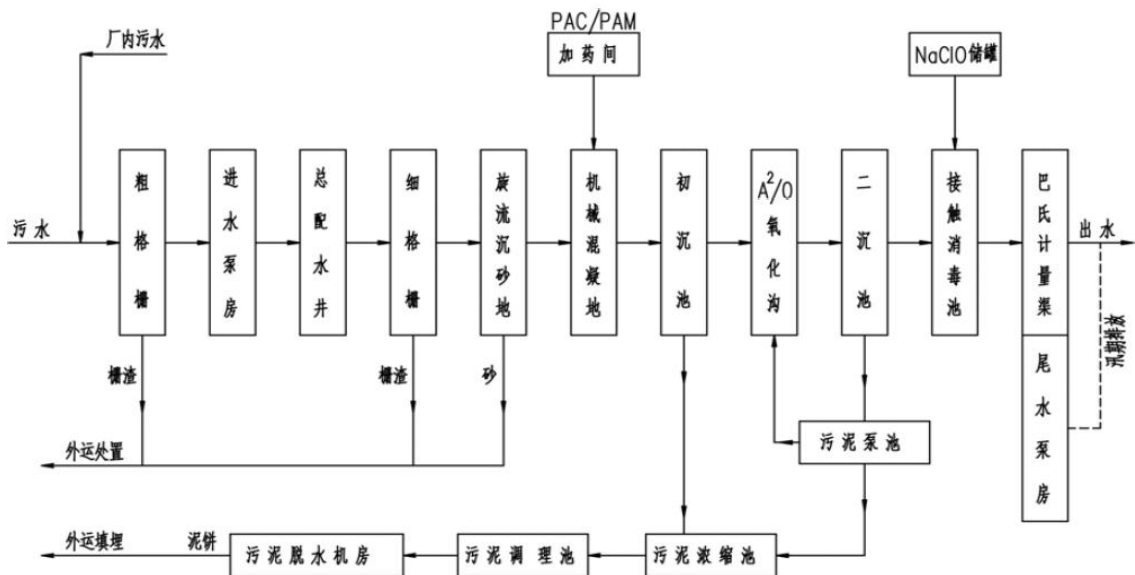 PAC/PAM
厂内污水
加药间
NaClO储罐
污水
粗格栅
进水泵房
总配水井
细格栅
旋流沉砂地
机械混凝地
初沉池
A²/O氧化沟
二沉池
接触消毒池
巴氏计量渠
出水
汛期排放
栅渣
栅渣
砂
尾水泵房
污泥泵池
外运处置
外运填埋
泥饼
污泥脱水机房
污泥调理池
污泥浓缩池